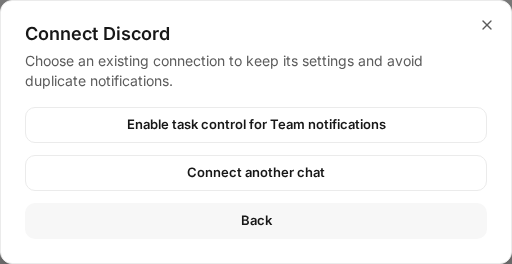 Connect Discord
Choose an existing connection to keep its settings and avoid
duplicate notifications.
Enable task control for Team notifications
Connect another chat
Back